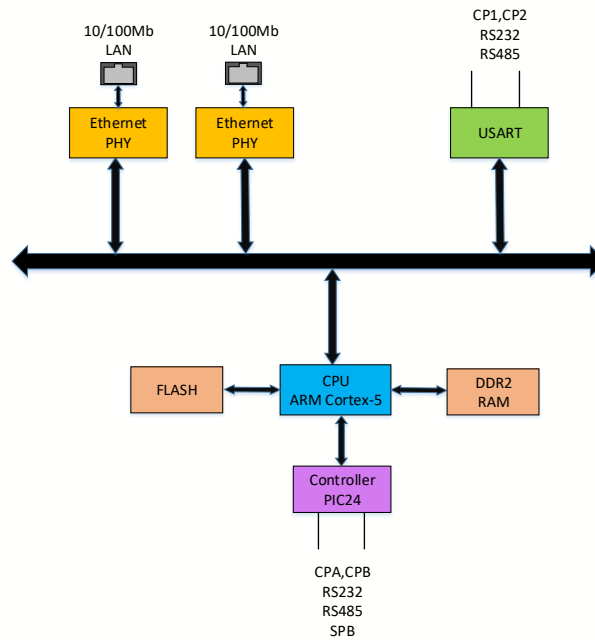 10/100Mb
LAN
10/100Mb
LAN
CP1,CP2
RS232
RS485
Ethernet
PHY
Ethernet
PHY
USART
FLASH
CPU
ARM Cortex-5
DDR2
RAM
Controller
PIC24
CPA,CPB
RS232
RS485
SPB